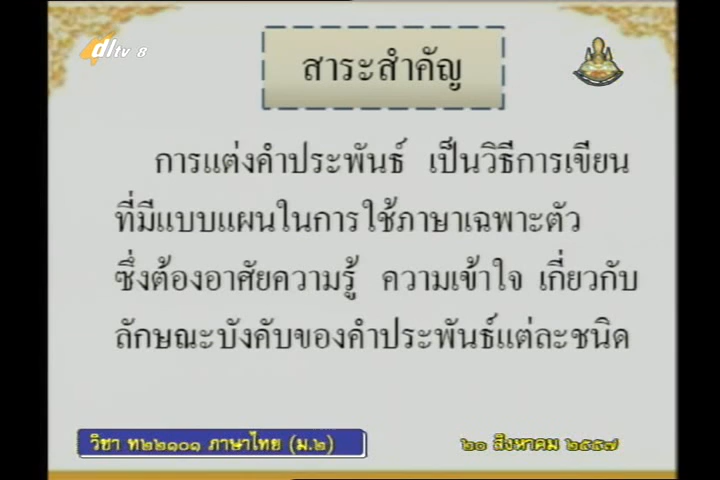 dltv 8
สาระสำคัญ
การแต่งคำประพันธ์ เป็นวิธีการเขียน
ที่มีแบบแผนในการใช้ภาษาเฉพาะตัว
ซึ่งต้องอาศัยความรู้ ความเข้าใจ เกี่ยวกับ
ลักษณะบังคับของคำประพันธ์แต่ละชนิด
วิชา ท๒๒๑๐๑ ภาษาไทย (ม.๒)
๒๐ สิงหาคม ๒๕๕๗